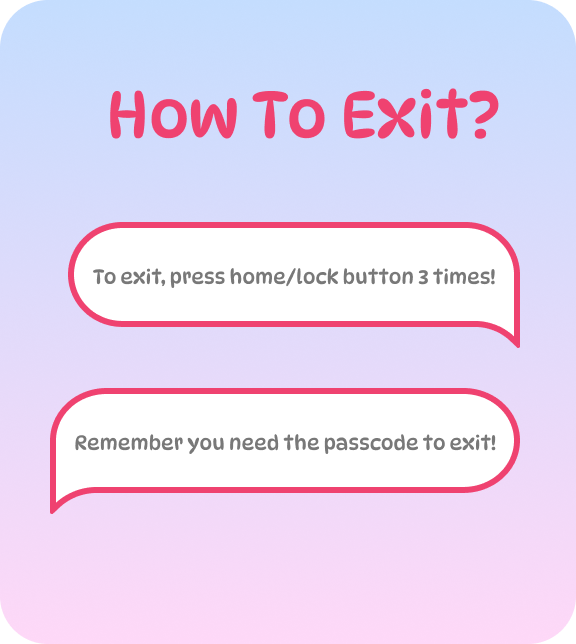 How To Exit?
To exit, press home/lock button 3 times!
Remember you need the passcode to exit!